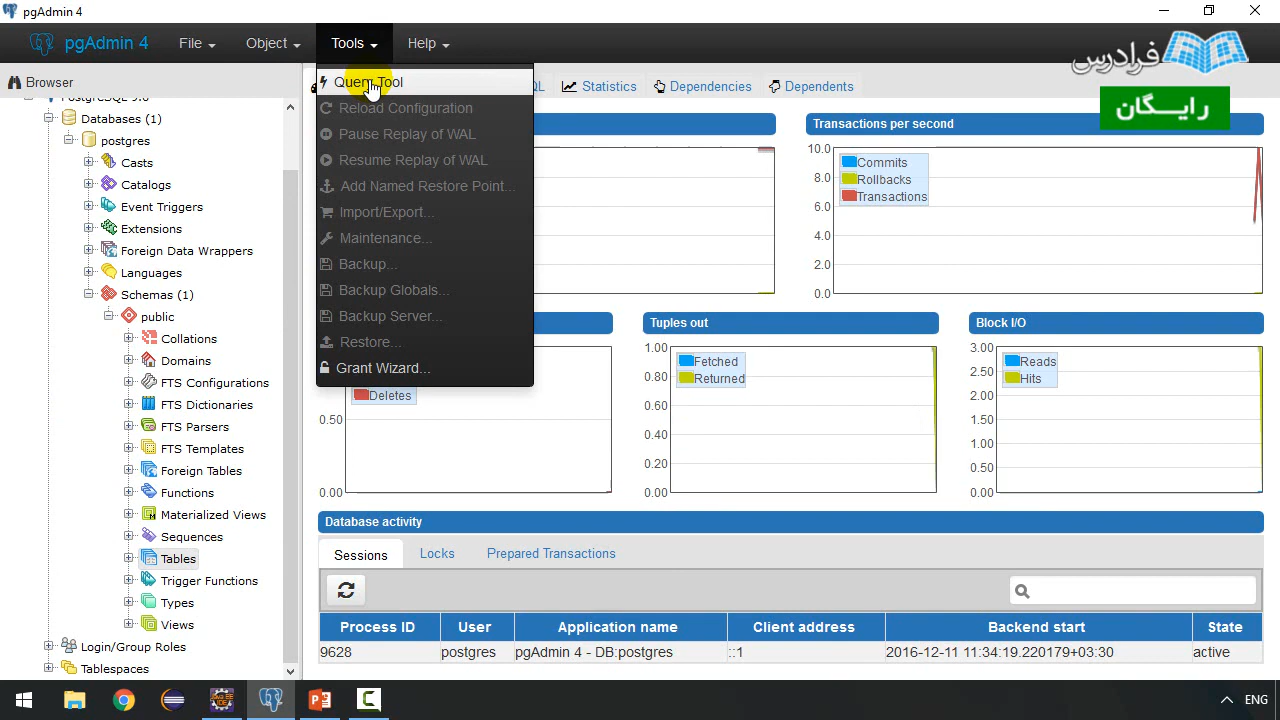 pgAdmin 4
pgAdmin 4 File Object Tools Help
فرادرس
رایگان
Browser
Query Tool
Reload Configuration
Pause Replay of WAL
Resume Replay of WAL
Add Named Restore Point...
Import/Export...
Maintenance...
Backup...
Backup Globals...
Backup Server...
Restore...
Grant Wizard...
Statistics Dependencies Dependents
Databases (1)
postgres
Casts
Catalogs
Event Triggers
Extensions
Foreign Data Wrappers
Languages
Schemas (1)
public
Collations
Domains
FTS Configurations
FTS Dictionaries
FTS Parsers
FTS Templates
Foreign Tables
Functions
Materialized Views
Sequences
Tables
Trigger Functions
Types
Views
Login/Group Roles
Tablespaces
Transactions per second
10.0
8.0
6.0
4.0
2.0
0.0
Commits
Rollbacks
Transactions
Deletes
0.50
0.00
Tuples out
1.00
0.80
0.60
0.40
0.20
0.00
Fetched
Returned
Block I/O
3.00
2.50
2.00
1.50
1.00
0.50
0.00
Reads
Hits
Database activity
Sessions Locks Prepared Transactions
Process ID User Application name Client address Backend start State
9628 postgres pgAdmin 4 - DB:postgres ::1 2016-12-11 11:34:19.220179+03:30 active
ENG